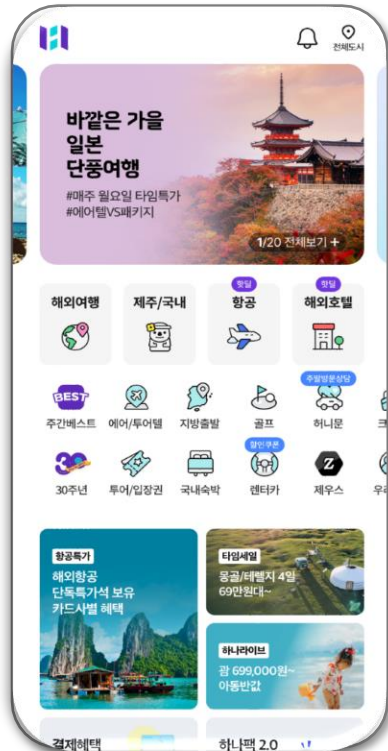 전체도시
바깥은 가을
일본
단풍여행
#매주 월요일 타임특가
#에어텔VS패키지
1/20 전체보기 +
핫딜
핫딜
해외여행
제주/국내
항공
해외호텔
주말방문상담
BEST
주간베스트
에어/투어텔
지방출발
골프
허니문
할인쿠폰
30
30주년
투어/입장권
국내숙박
렌터카
Z
제우스
항공특가
해외항공
단독특가석 보유
카드사별 혜택
타임세일
몽골/테렐지 4일
69만원대~
하나라이브
괌 699,000원~
아동반값
결제혜택
하나팩 2.0